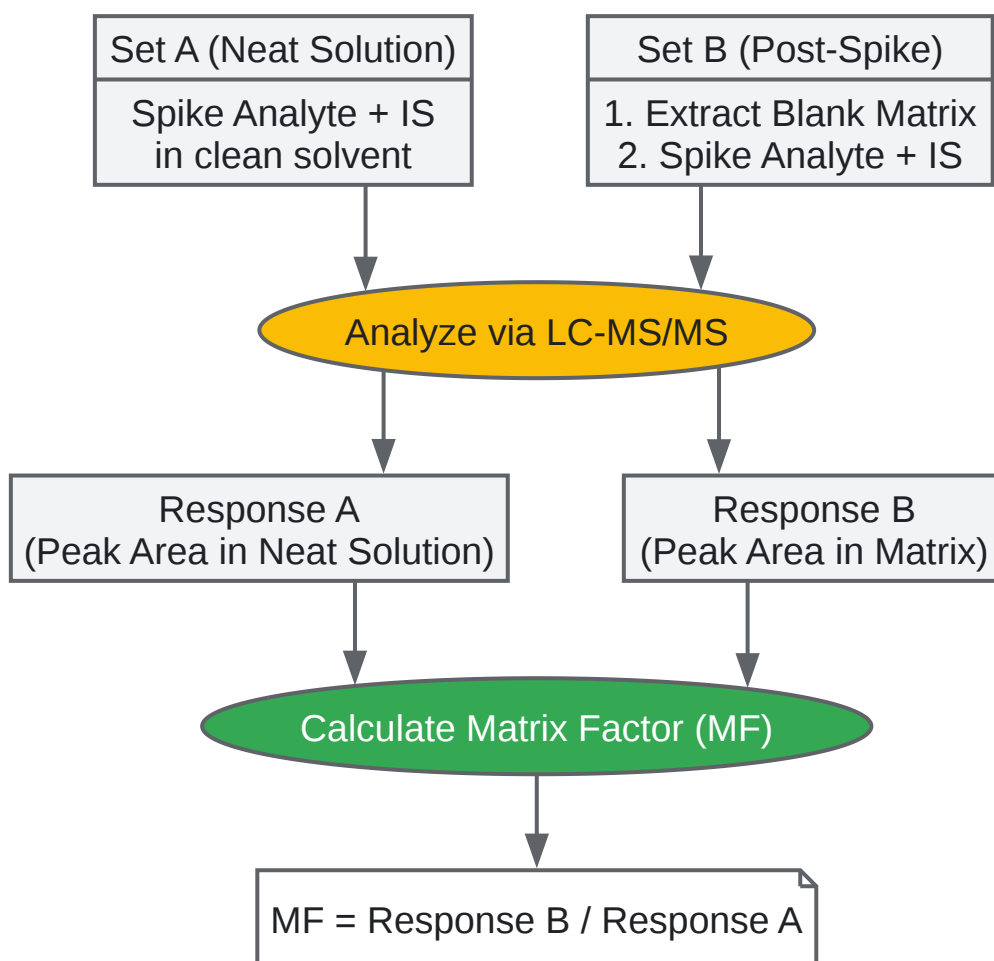 Set A (Neat Solution)
Spike Analyte + IS
in clean solvent
Set B (Post-Spike)
1. Extract Blank Matrix
2. Spike Analyte + IS
Analyze via LC-MS/MS
Response A
(Peak Area in Neat Solution)
Response B
(Peak Area in Matrix)
Calculate Matrix Factor (MF)
MF = Response B / Response A